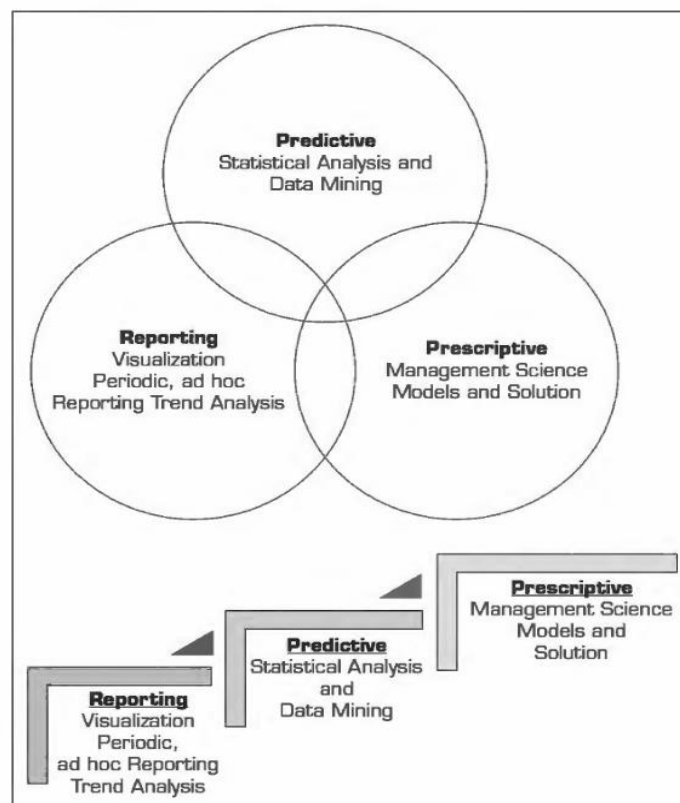 Predictive
Statistical Analysis and
Data Mining
Reporting
Visualization
Periodic, ad hoc
Reporting Trend Analysis
Prescriptive
Management Science
Models and Solution
Prescriptive
Management Science
Models and
Solution
Predictive
Statistical Analysis
and
Data Mining
Reporting
Visualization
Periodic,
ad hoc Reporting
Trend Analysis